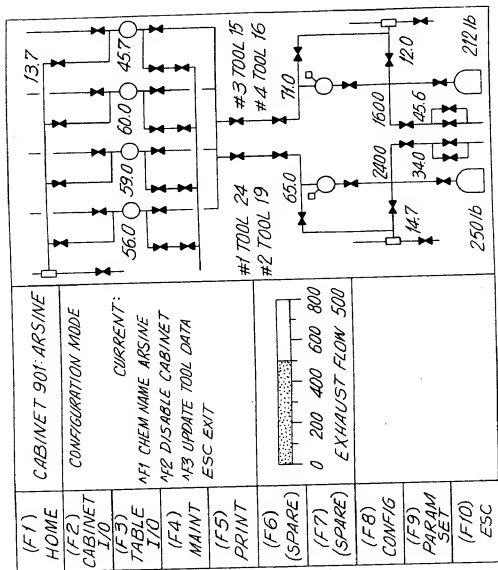 (F1)
HOME
(F2)
CABINET
I/O
(F3)
TABLE
I/O
(F4)
MAINT
(F5)
PRINT
(F6)
(SPARE)
(F7)
(SPARE)
(F8)
CONFIG
(F9)
PARAM
SET
(F10)
ESC
CABINET 901: ARSINE
CONFIGURATION MODE
CURRENT:
^F1 CHEM NAME ARSINE
^F2 DISABLE CABINET
^F3 UPDATE TOOL DATA
ESC EXIT
0 200 400 600 800
EXHAUST FLOW 500
13.7
56.0
59.0
60.0
45.7
#1 TOOL 24
#2 TOOL 19
#3 TOOL 15
#4 TOOL 16
65.0
71.0
2400
1600
14.7
34.0
45.6
12.0
250 lb
212 lb